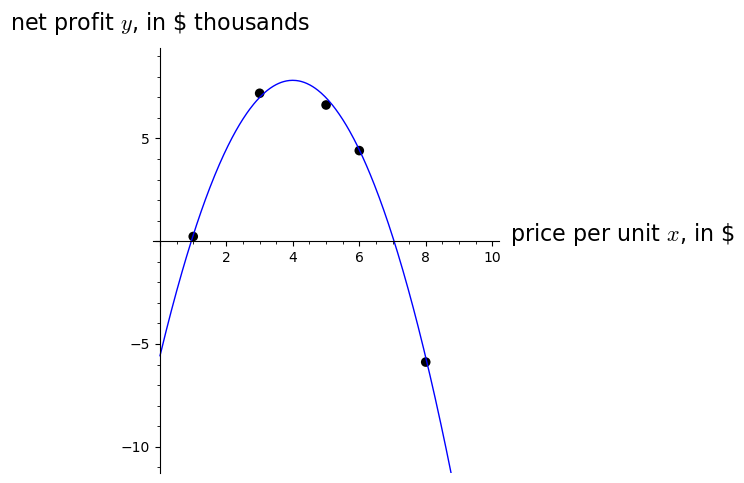 net profit y, in $ thousands
5
price per unit x, in $
2 4 6 8 10
−5
−10